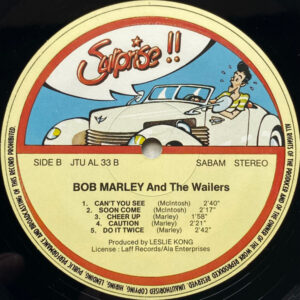 Surprise!!
SIDE B JTU AL 33 B SABAM STEREO
BOB MARLEY And The Wailers
1. CAN'T YOU SEE (McIntosh) 2'40"
2. SOON COME (McIntosh) 2'17"
3. CHEER UP (Marley) 1'58"
4. CAUTION (Marley) 2'21"
5. DO IT TWICE (Marley) 2'42"
Produced by LESLIE KONG
License : Laff Records/Ala Enterprises
ALL RIGHTS OF THE PRODUCER AND OF THE OWNER OF THE WORK REPRODUCED RESERVED. UNAUTHORISED COPYING, HIRING, LENDING, PUBLIC PERFORMANCE AND BROADCASTING OF THIS RECORD PROHIBITED